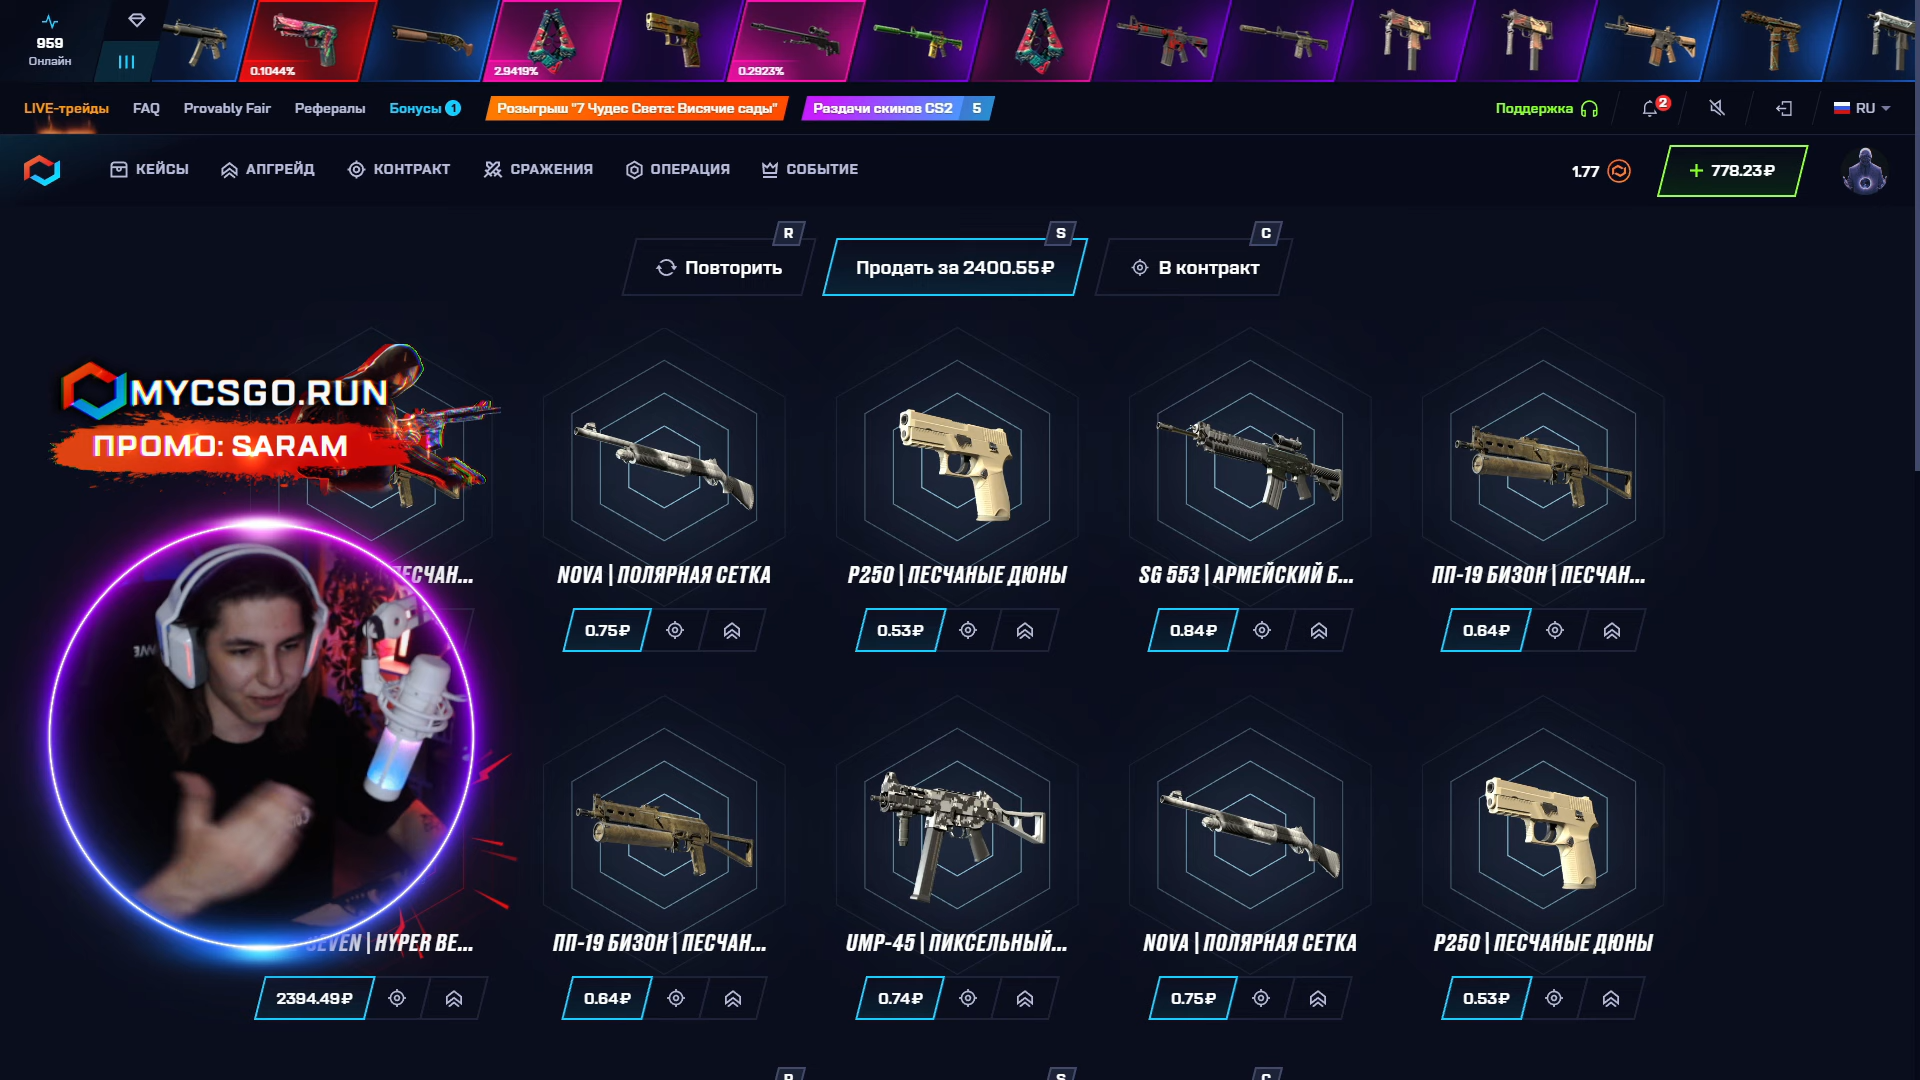 959
Онлайн
0.1044%
2.9419%
0.2923%
LIVE-трейды
FAQ
Provably Fair
Рефералы
Бонусы 1
Розыгрыш "7 Чудес Света: Висячие сады"
Раздачи скинов CS2 5
Поддержка
2
RU
КЕЙСЫ
АПГРЕЙД
КОНТРАКТ
СРАЖЕНИЯ
ОПЕРАЦИЯ
СОБЫТИЕ
1.77
+ 778.23₽
R
S
C
Повторить
Продать за 2400.55₽
В контракт
MYCSGO.RUN
ПРОМО: SARAM
ПЕСЧАН...
NOVA | ПОЛЯРНАЯ СЕТКА
P250 | ПЕСЧАНЫЕ ДЮНЫ
SG 553 | АРМЕЙСКИЙ Б...
ПП-19 БИЗОН | ПЕСЧАН...
0.75₽
0.53₽
0.84₽
0.64₽
SEVEN | HYPER BE...
ПП-19 БИЗОН | ПЕСЧАН...
UMP-45 | ПИКСЕЛЬНЫЙ...
NOVA | ПОЛЯРНАЯ СЕТКА
P250 | ПЕСЧАНЫЕ ДЮНЫ
2394.49₽
0.64₽
0.74₽
0.75₽
0.53₽
R
S
C